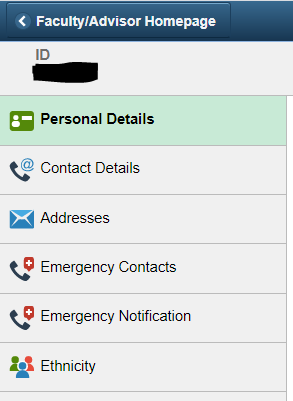 Faculty/Advisor Homepage
ID
Personal Details
Contact Details
Addresses
Emergency Contacts
Emergency Notification
Ethnicity